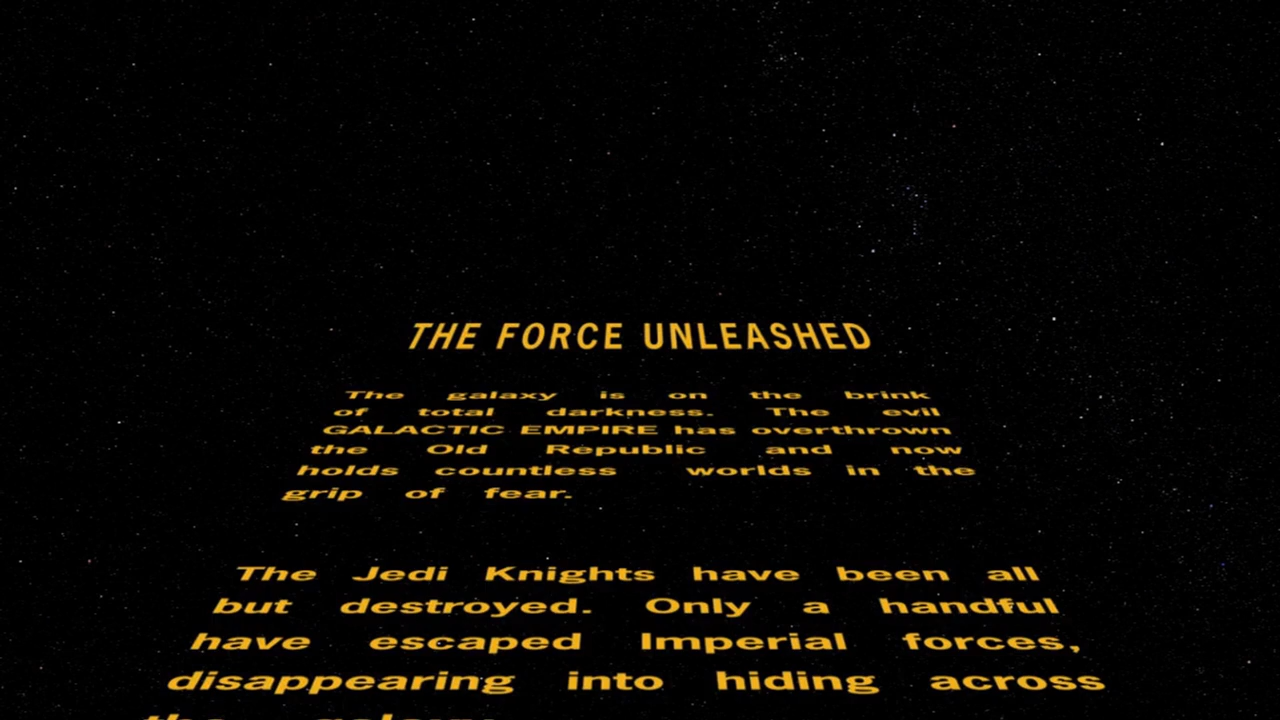 THE FORCE UNLEASHED
The galaxy is on the brink
of total darkness. The evil
GALACTIC EMPIRE has overthrown
the Old Republic and now
holds countless worlds in the
grip of fear.
The Jedi Knights have been all
but destroyed. Only a handful
have escaped Imperial forces,
disappearing into hiding across
the galaxy